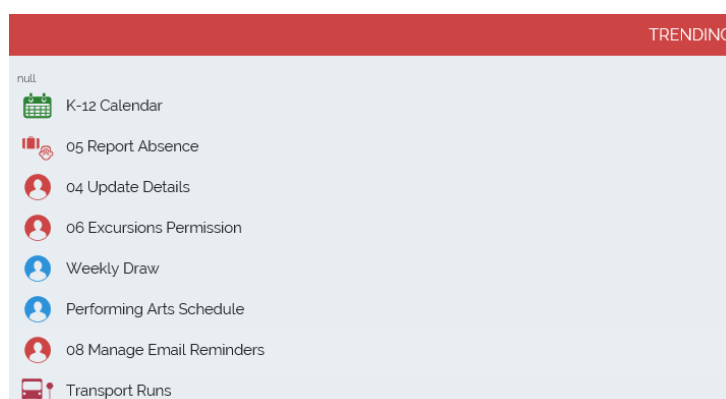 TRENDING
null
K-12 Calendar
05 Report Absence
04 Update Details
06 Excursions Permission
Weekly Draw
Performing Arts Schedule
08 Manage Email Reminders
Transport Runs